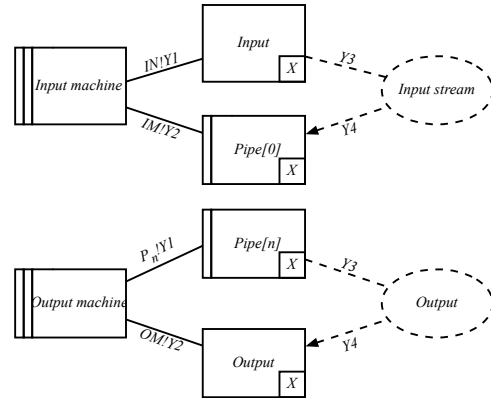 Input
X
IN!Y1
Y3
Input machine
Input stream
IM!Y2
Y4
Pipe[0]
X
Pipe[n]
X
Pn!Y1
Y3
Output machine
Output
OM!Y2
Y4
Output
X